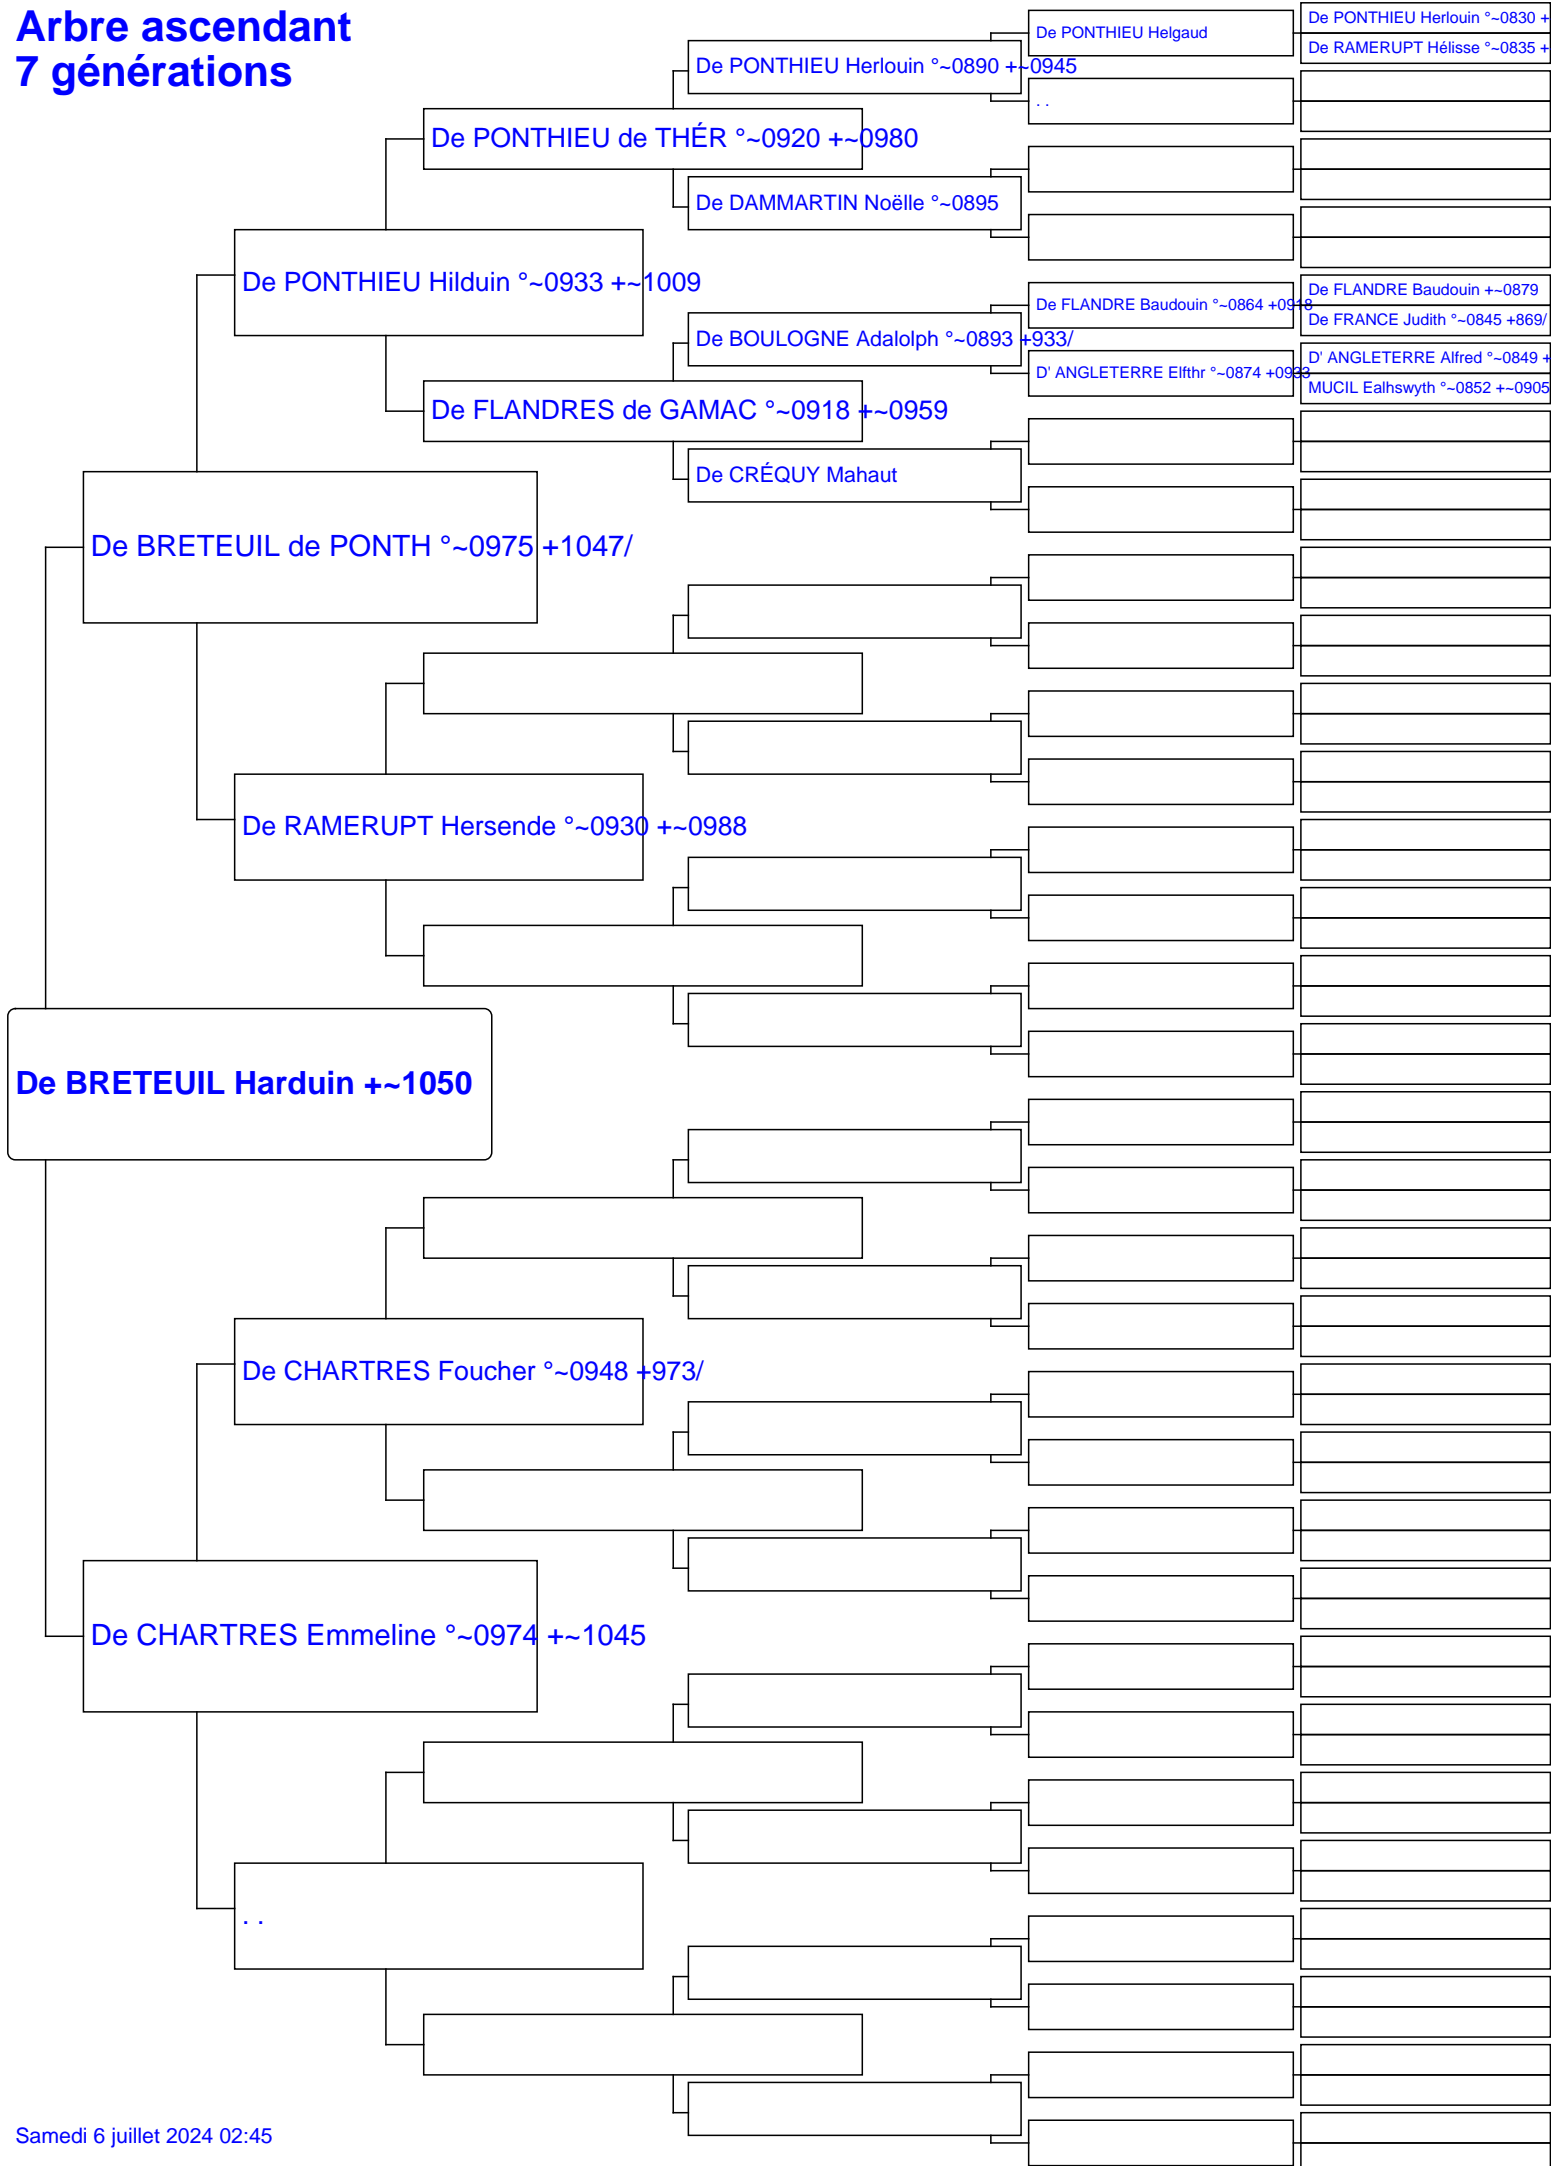 Arbre ascendant
7 générations
De PONTHIEU Helgaud
De PONTHIEU Herlouin °~0830 +
De RAMERUPT Hélisse °~0835 +
De PONTHIEU Herlouin °~0890 +~0945
. .
De PONTHIEU de THÉR °~0920 +~0980
De DAMMARTIN Noëlle °~0895
De PONTHIEU Hilduin °~0933 +~1009
De FLANDRE Baudouin °~0864 +0918
De FLANDRE Baudouin +~0879
De FRANCE Judith °~0845 +869/
De BOULOGNE Adalolph °~0893 +933/
D' ANGLETERRE Elfthr °~0874 +0933
D' ANGLETERRE Alfred °~0849 +
MUCIL Ealhswyth °~0852 +~0905
De FLANDRES de GAMAC °~0918 +~0959
De CRÉQUY Mahaut
De BRETEUIL de PONTH °~0975 +1047/
De RAMERUPT Hersende °~0930 +~0988
De BRETEUIL Harduin +~1050
De CHARTRES Foucher °~0948 +973/
De CHARTRES Emmeline °~0974 +~1045
. .
Samedi 6 juillet 2024 02:45